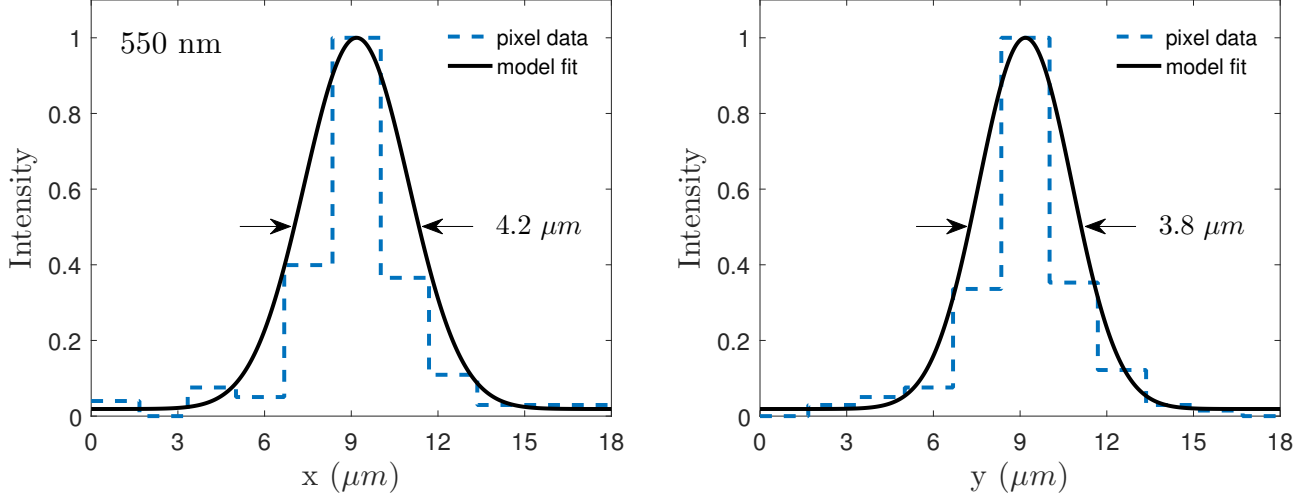 550 nm
pixel data
model fit
4.2 μm
Intensity
1
0.8
0.6
0.4
0.2
0
0 3 6 9 12 15 18
x (μm)
pixel data
model fit
3.8 μm
Intensity
1
0.8
0.6
0.4
0.2
0
0 3 6 9 12 15 18
y (μm)